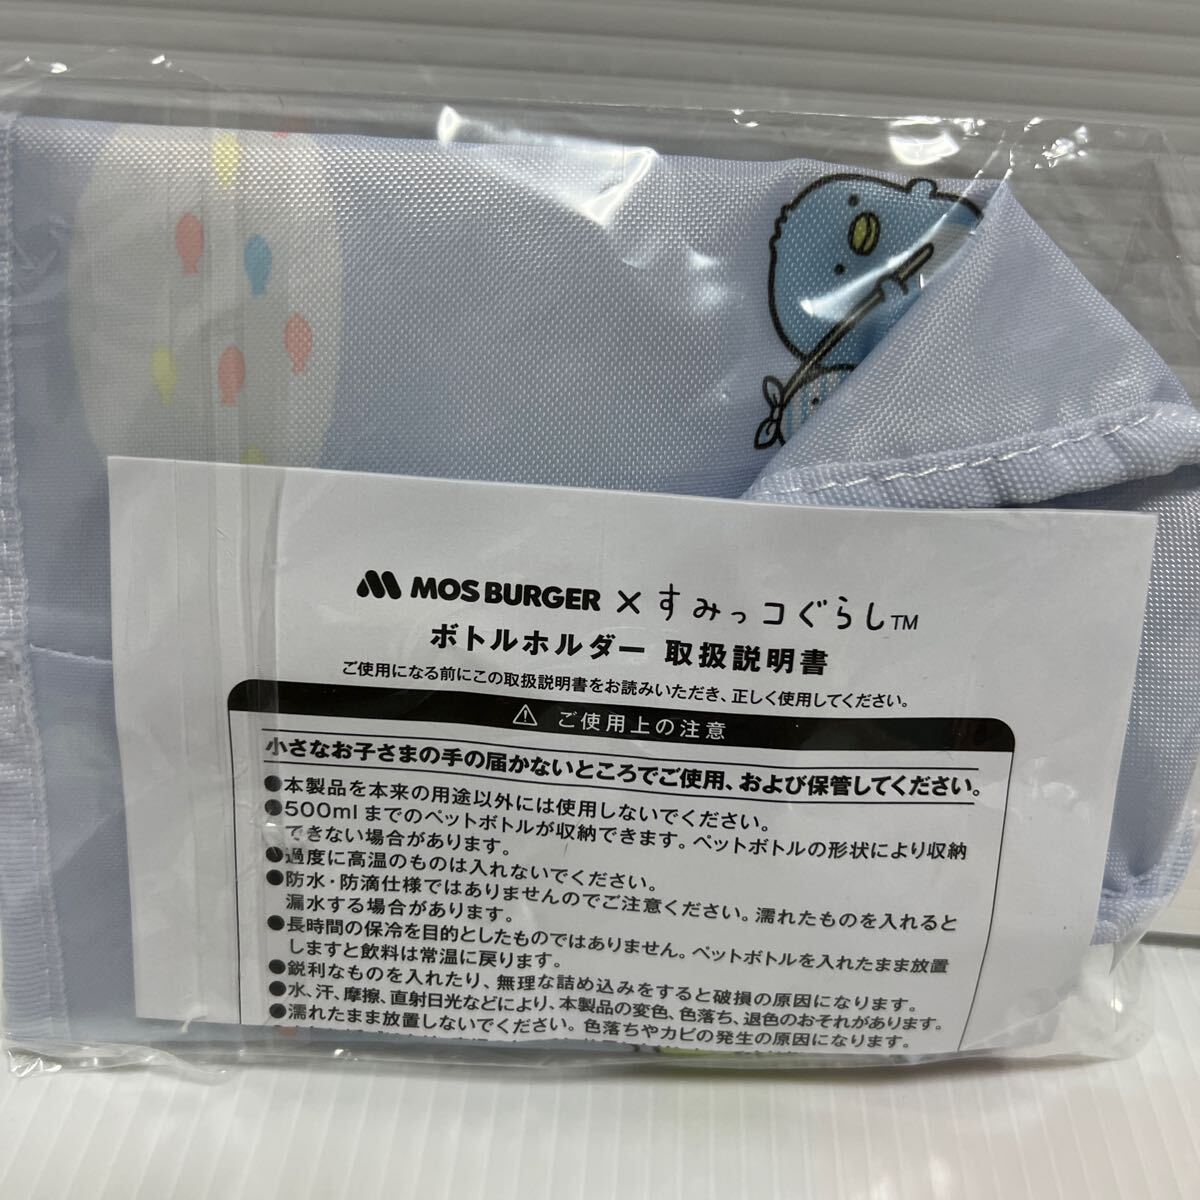 MOS BURGER × すみっコぐらし™
ボトルホルダー 取扱説明書
ご使用になる前にこの取扱説明書をお読みいただき、正しく使用してください。
⚠ ご使用上の注意
小さなお子さまの手の届かないところでご使用、および保管してください。
●本製品を本来の用途以外には使用しないでください。
●500mlまでのペットボトルが収納できます。ペットボトルの形状により収納
できない場合があります。
●過度に高温のものは入れないでください。
●防水・防滴仕様ではありませんのでご注意ください。濡れたものを入れると
漏水する場合があります。
●長時間の保冷を目的としたものではありません。ペットボトルを入れたまま放置
しますと飲料は常温に戻ります。
●鋭利なものを入れたり、無理な詰め込みをすると破損の原因になります。
●水、汗、摩擦、直射日光などにより、本製品の変色、色落ち、退色のおそれがあります。
●濡れたまま放置しないでください。色落ちやカビの発生の原因になります。